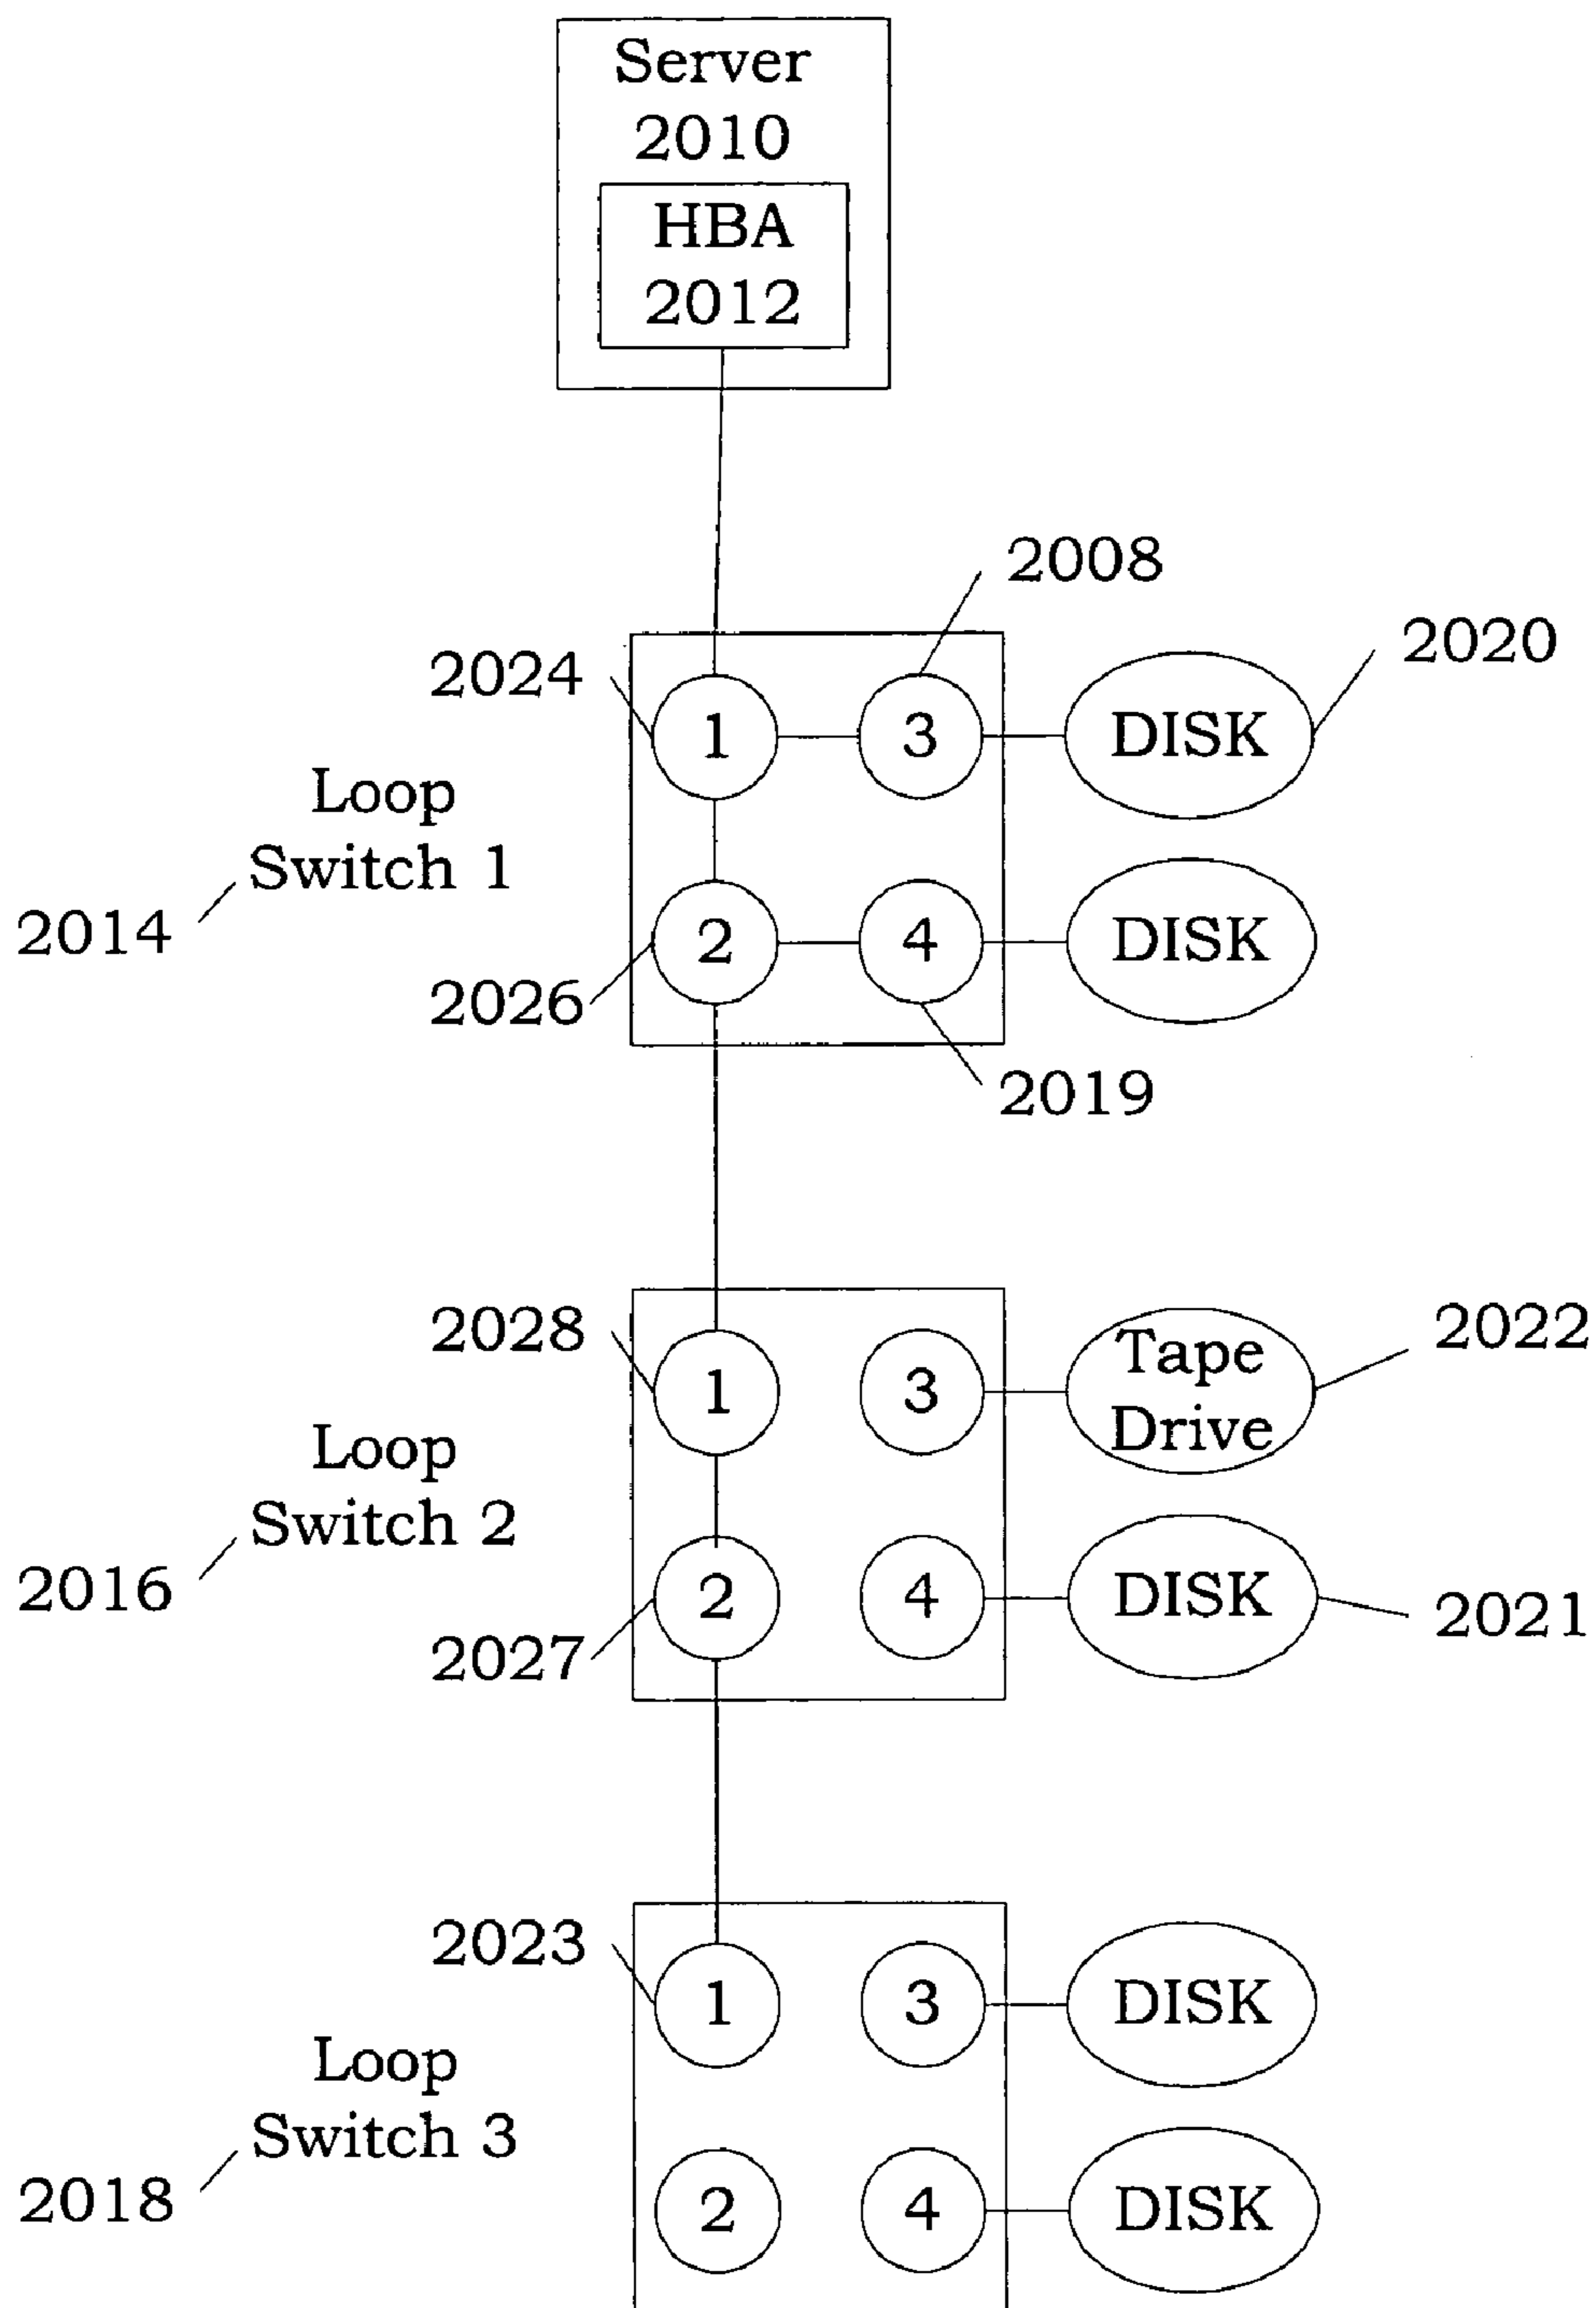 Server
2010
HBA
2012
2008
2020
2024
1
3
DISK
Loop
Switch 1
2014
2
4
DISK
2026
2019
2028
1
3
Tape
Drive
2022
Loop
Switch 2
2016
2
4
DISK
2021
2027
2023
1
3
DISK
Loop
Switch 3
2018
2
4
DISK